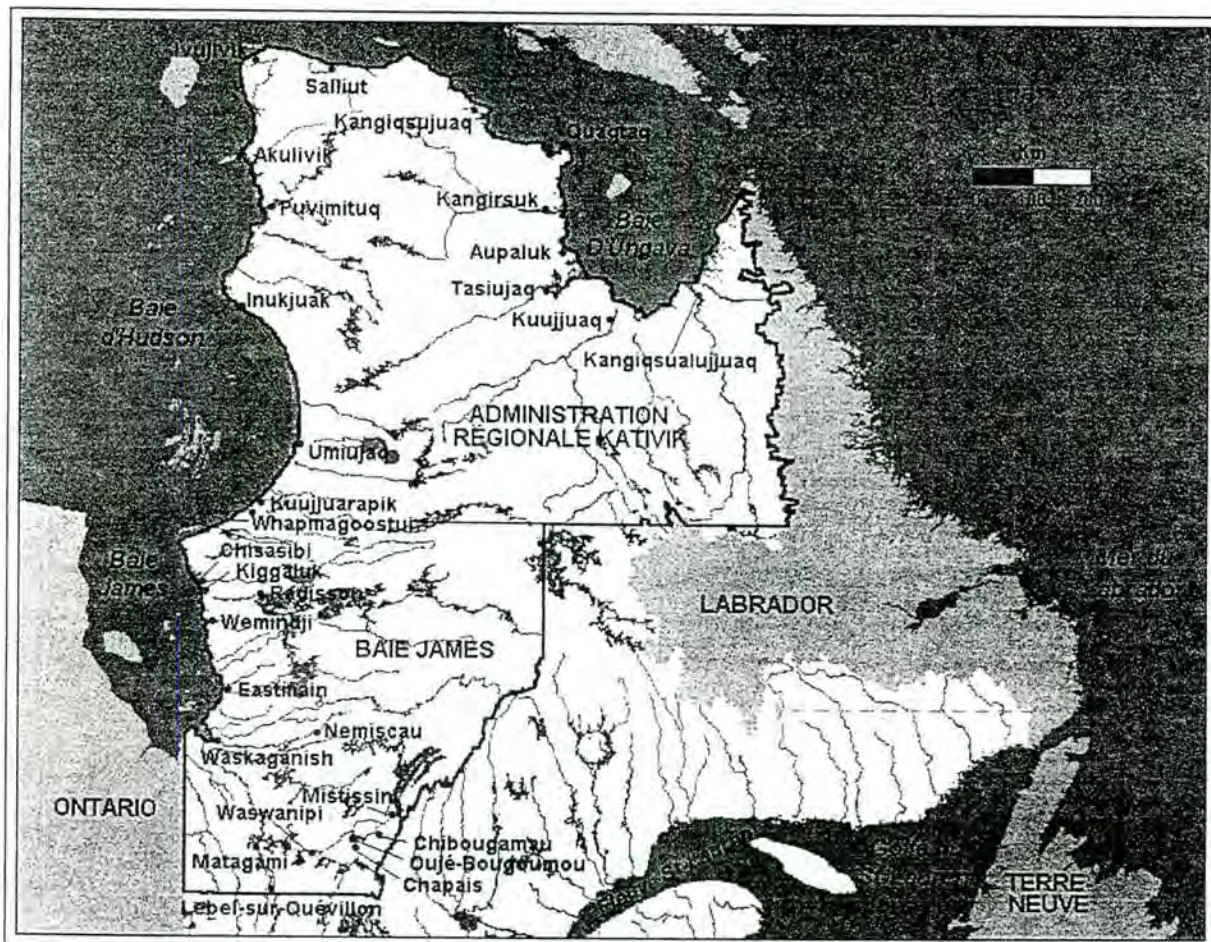 Ivujivik
Salliut
Kangiqsujuaq
Quaqtaq
Akulivik
Km
Puvirnituq
Kangirsuk
Baie
D'Ungava
Aupaluk
Tasiujaq
Inukjuak
Baie
d'Hudson
Kuujjuaq
Kangiqsualujjuaq
ADMINISTRATION
RÉGIONALE KATIVIK
Umiujaq
Kuujjuarapik
Whapmagoostui
Chisasibi
Baie
James
Kiggaluk
Radisson
LABRADOR
Wemindji
BAIE JAMES
Eastmain
Nemiscau
Waskaganish
Mistissini
ONTARIO
Waswanipi
Chibougamau
Matagami
Oujé-Bougoumou
Chapais
TERRE
NEUVE
Lebel-sur-Quévillon